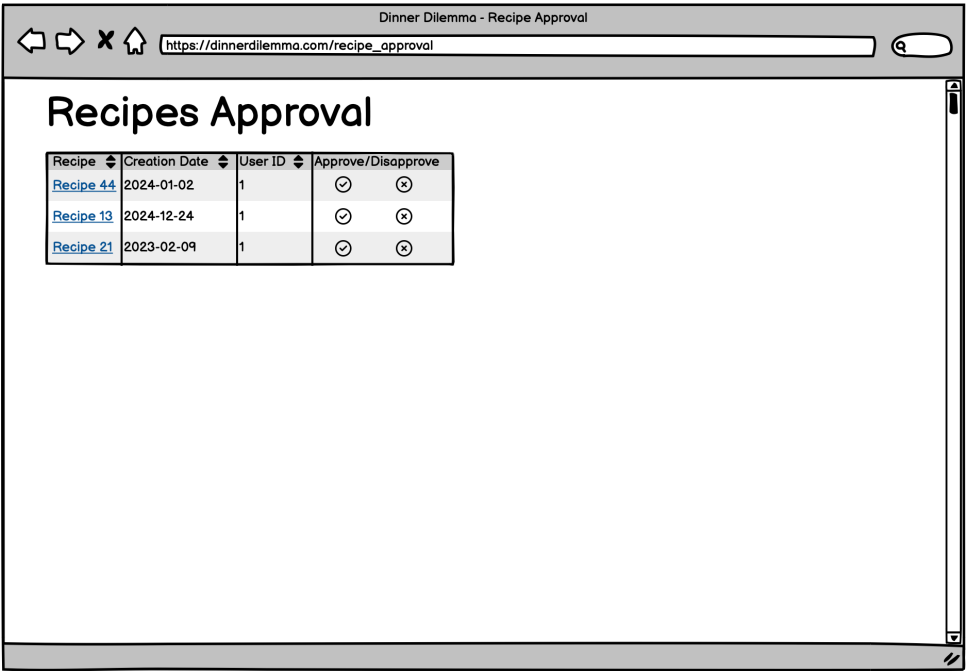 Dinner Dilemma - Recipe Approval
https://dinnerdilemma.com/recipe_approval
Recipes Approval
Recipe Creation Date User ID Approve/Disapprove
Recipe 44 2024-01-02 1
Recipe 13 2024-12-24 1
Recipe 21 2023-02-09 1